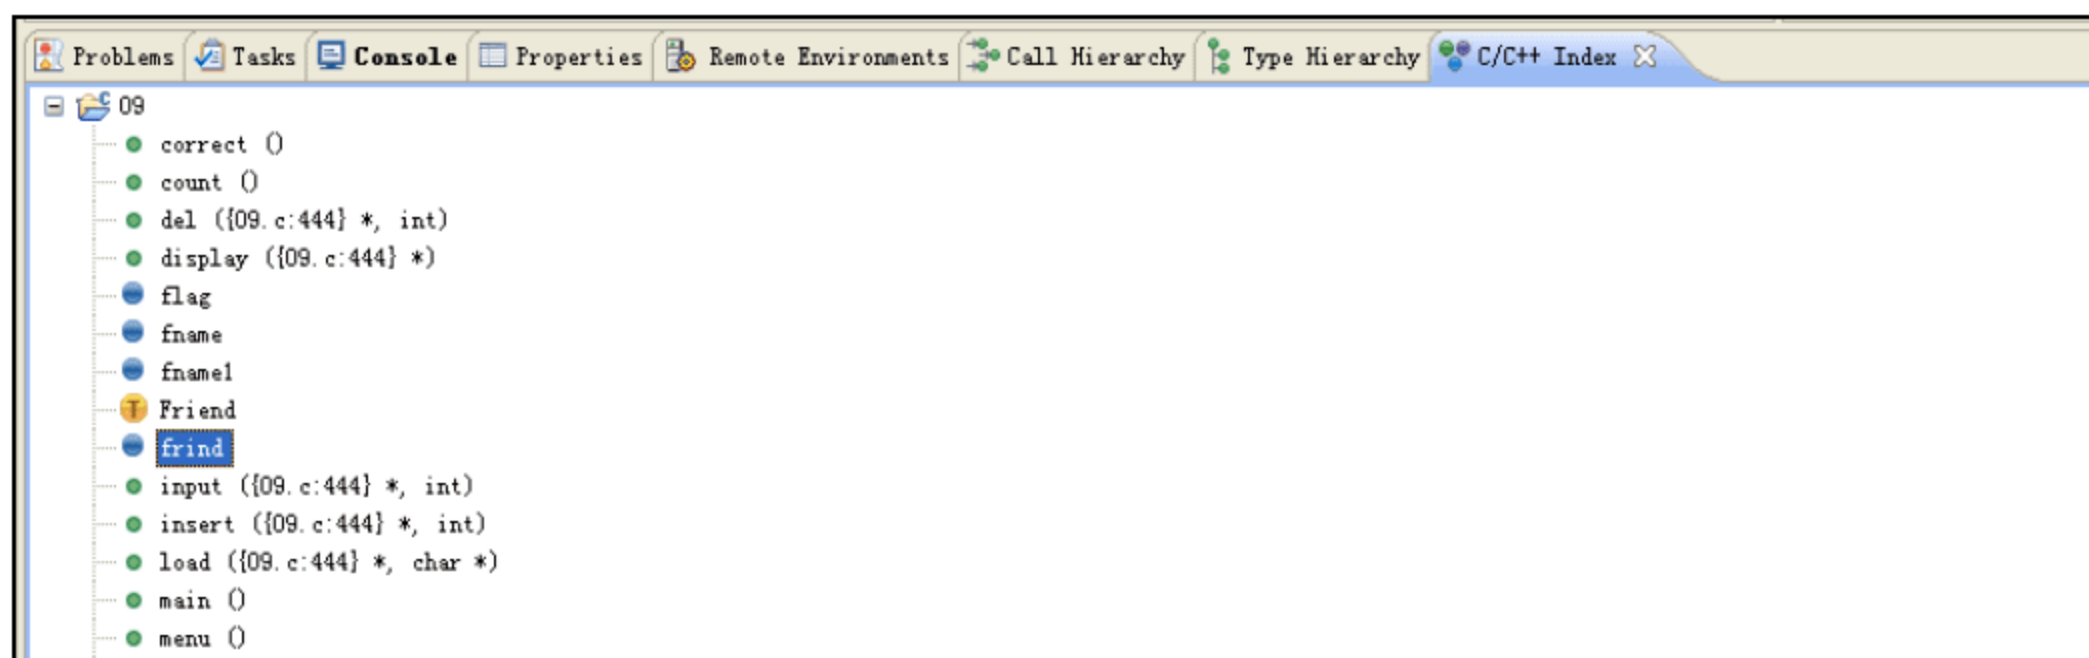 Problems Tasks Console Properties Remote Environments Call Hierarchy Type Hierarchy C/C++ Index
09
correct ()
count ()
del ({09.c:444} *, int)
display ({09.c:444} *)
flag
fname
fname1
Friend
frind
input ({09.c:444} *, int)
insert ({09.c:444} *, int)
load ({09.c:444} *, char *)
main ()
menu ()